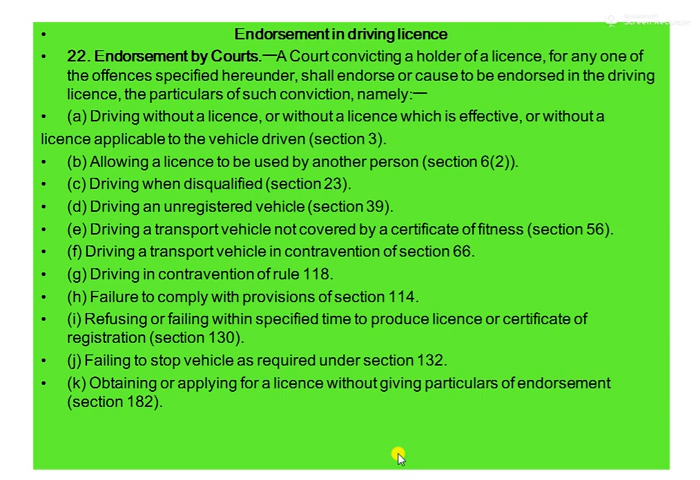 • Endorsement in driving licence
• 22. Endorsement by Courts.—A Court convicting a holder of a licence, for any one of
the offences specified hereunder, shall endorse or cause to be endorsed in the driving
licence, the particulars of such conviction, namely:—
• (a) Driving without a licence, or without a licence which is effective, or without a
licence applicable to the vehicle driven (section 3).
• (b) Allowing a licence to be used by another person (section 6(2)).
• (c) Driving when disqualified (section 23).
• (d) Driving an unregistered vehicle (section 39).
• (e) Driving a transport vehicle not covered by a certificate of fitness (section 56).
• (f) Driving a transport vehicle in contravention of section 66.
• (g) Driving in contravention of rule 118.
• (h) Failure to comply with provisions of section 114.
• (i) Refusing or failing within specified time to produce licence or certificate of
registration (section 130).
• (j) Failing to stop vehicle as required under section 132.
• (k) Obtaining or applying for a licence without giving particulars of endorsement
(section 182).